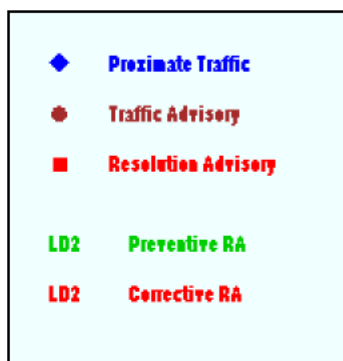 Proximate Traffic
Traffic Advisory
Resolution Advisory
LD2 Preventive RA
LD2 Corrective RA